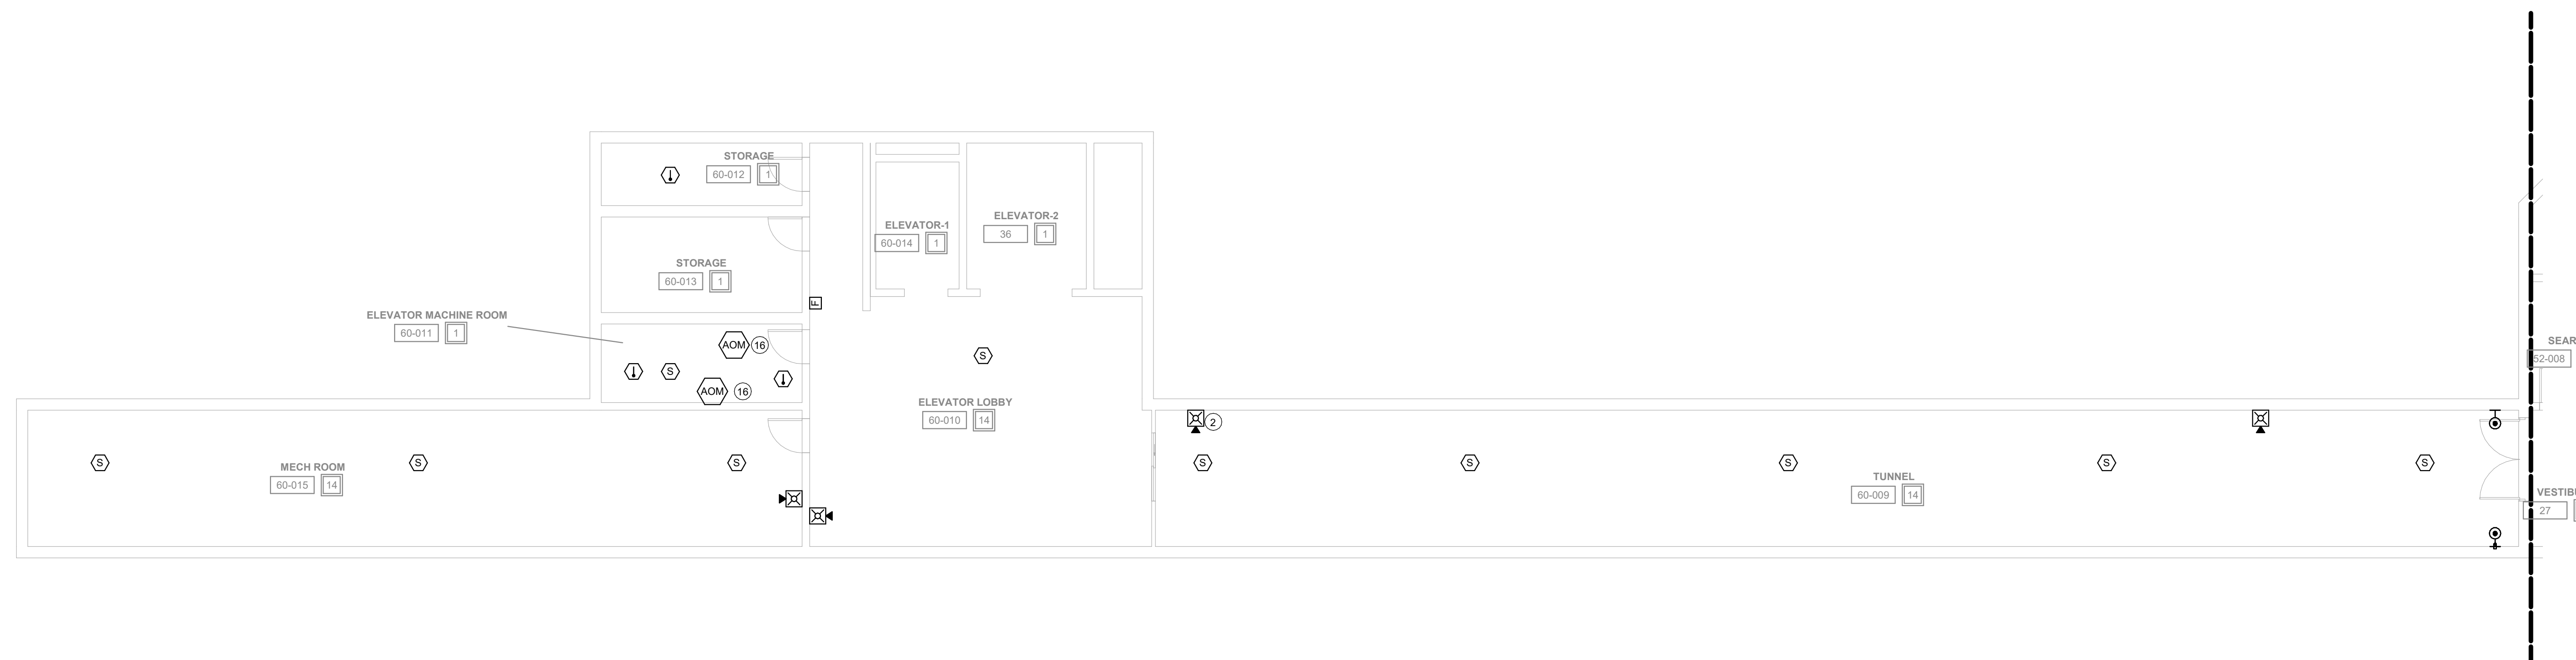 STORAGE
60-012 1
ELEVATOR-1
60-014 1
ELEVATOR-2
36 1
STORAGE
60-013 1
F
ELEVATOR MACHINE ROOM
60-011 1
AOM 16
S
AOM 16
S
ELEVATOR LOBBY
60-010 14
2
S
S
S
MECH ROOM
60-015 14
S
S
S
S
S
TUNNEL
60-009 14
SEAR
52-008
VESTIB
27